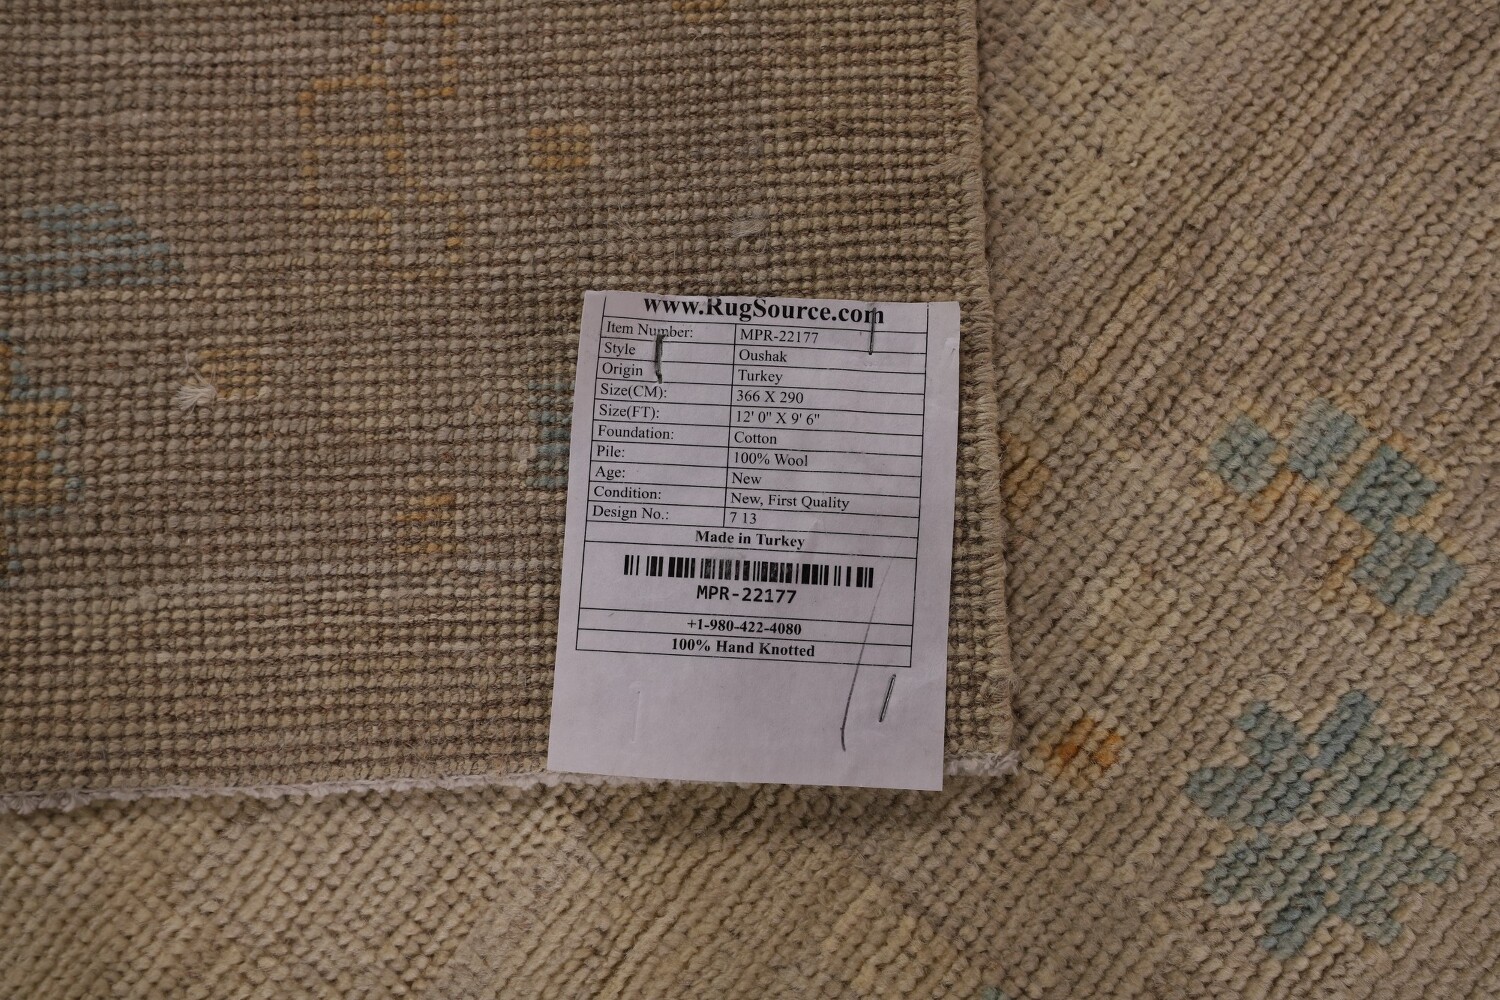 www.RugSource.com
Item Number: MPR-22177
Style Oushak
Origin Turkey
Size(CM): 366 X 290
Size(FT): 12' 0" X 9' 6"
Foundation: Cotton
Pile: 100% Wool
Age: New
Condition: New, First Quality
Design No.: 7 13
Made in Turkey
MPR-22177
+1-980-422-4080
100% Hand Knotted